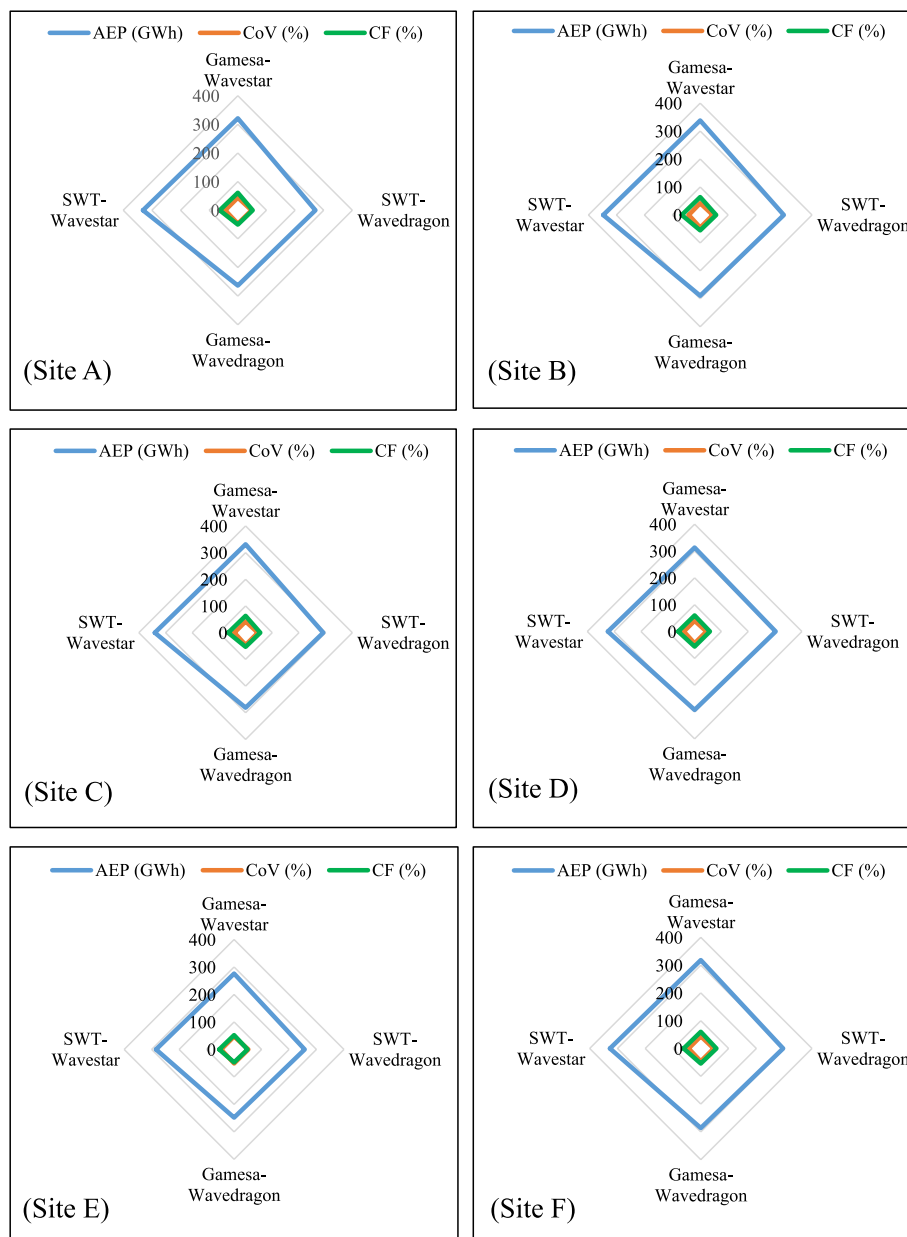 AEP (GWh) CoV (%) CF (%)
Gamesa-
Wavestar
400
300
200
100
0
SWT-
Wavestar
SWT-
Wavedragon
Gamesa-
Wavedragon
(Site A)
AEP (GWh) CoV (%) CF (%)
Gamesa-
Wavestar
400
300
200
100
0
SWT-
Wavestar
SWT-
Wavedragon
Gamesa-
Wavedragon
(Site B)
AEP (GWh) CoV (%) CF (%)
Gamesa-
Wavestar
400
300
200
100
0
SWT-
Wavestar
SWT-
Wavedragon
Gamesa-
Wavedragon
(Site C)
AEP (GWh) CoV (%) CF (%)
Gamesa-
Wavestar
400
300
200
100
0
SWT-
Wavestar
SWT-
Wavedragon
Gamesa-
Wavedragon
(Site D)
AEP (GWh) CoV (%) CF (%)
Gamesa-
Wavestar
400
300
200
100
0
SWT-
Wavestar
SWT-
Wavedragon
Gamesa-
Wavedragon
(Site E)
AEP (GWh) CoV (%) CF (%)
Gamesa-
Wavestar
400
300
200
100
0
SWT-
Wavestar
SWT-
Wavedragon
Gamesa-
Wavedragon
(Site F)